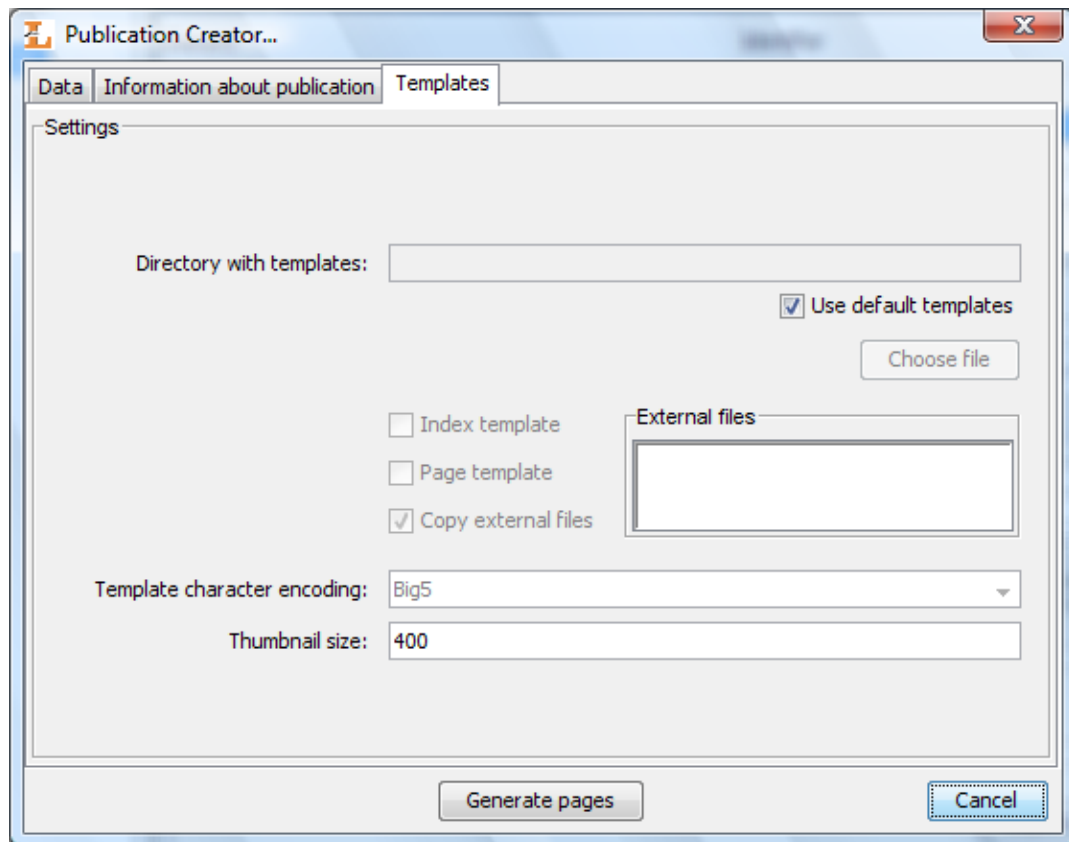 Publication Creator...
Data Information about publication Templates
Settings
Directory with templates:
Use default templates
Choose file
Index template
External files
Page template
Copy external files
Template character encoding: Big5
Thumbnail size: 400
Generate pages Cancel